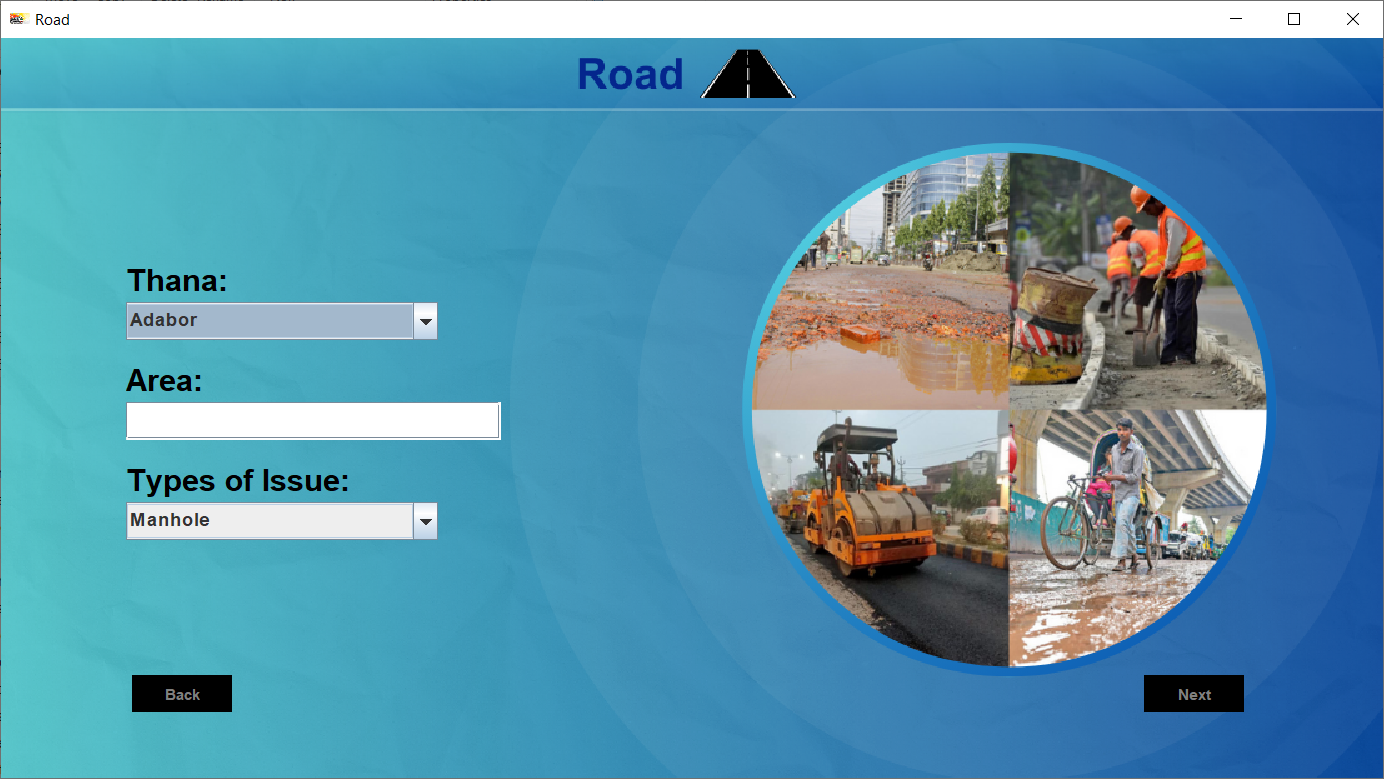 Road
Road
Thana:
Adabor
Area:
Types of Issue:
Manhole
Back
Next